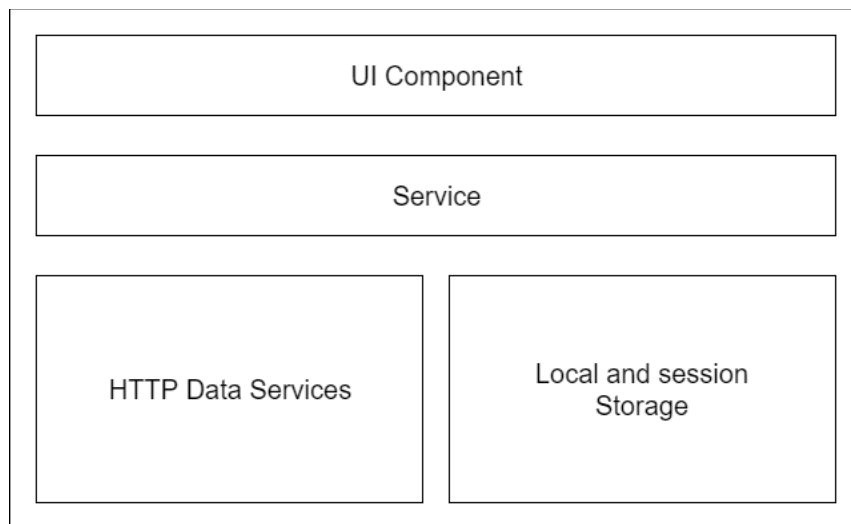 UI Component
Service
HTTP Data Services
Local and session
Storage